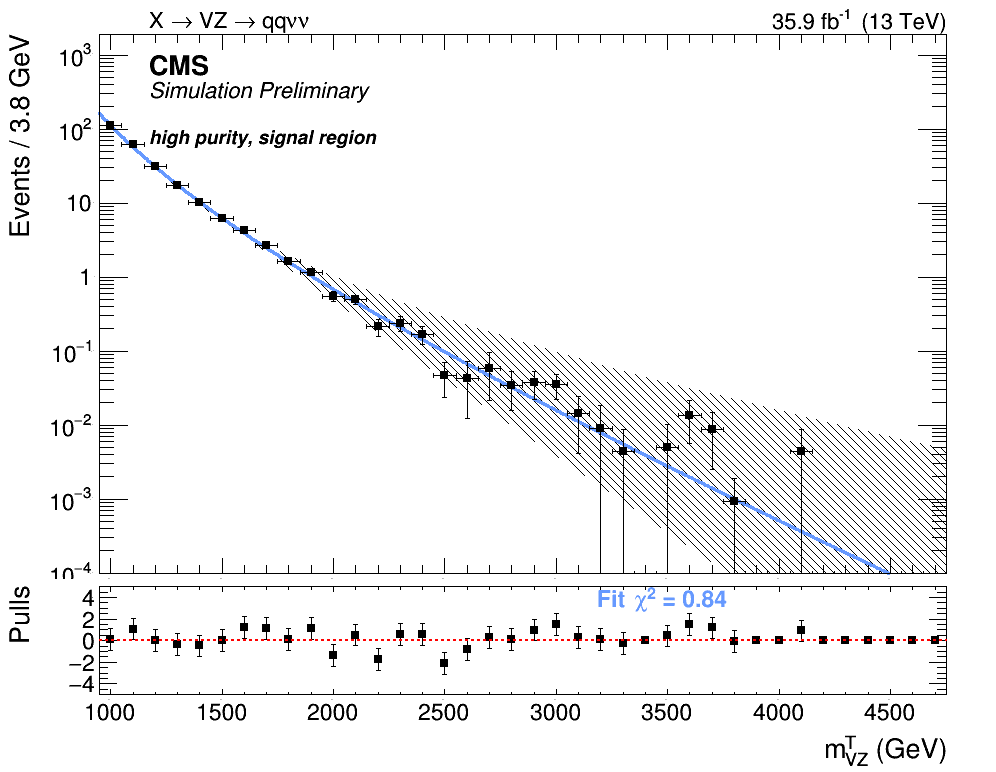 X → VZ → qqνν
35.9 fb⁻¹ (13 TeV)
Events / 3.8 GeV
CMS
Simulation Preliminary
high purity, signal region
10³
10²
10
1
10⁻¹
10⁻²
10⁻³
10⁻⁴
Pulls
Fit χ² = 0.84
4
2
0
−2
−4
1000 1500 2000 2500 3000 3500 4000 4500
m^T_VZ (GeV)